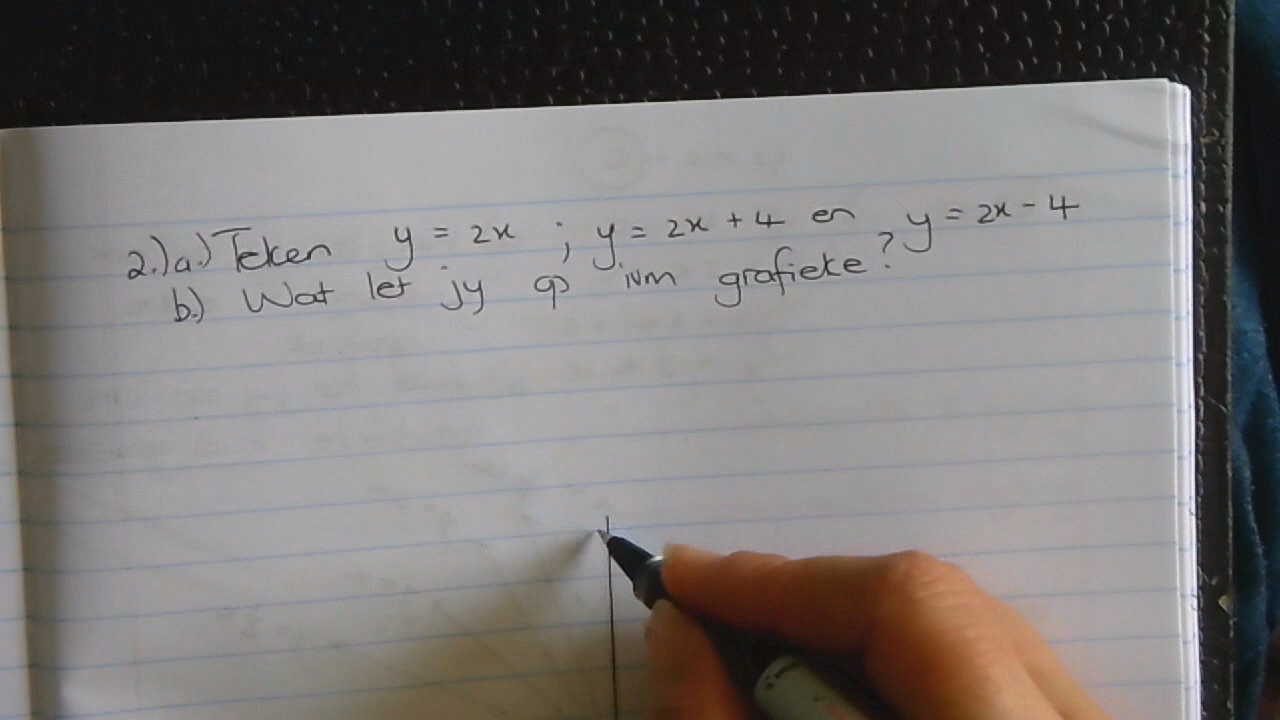 2.) a.) Teken y = 2x ; y = 2x + 4 en y = 2x - 4
b.) Wat let jy op ivm grafieke?